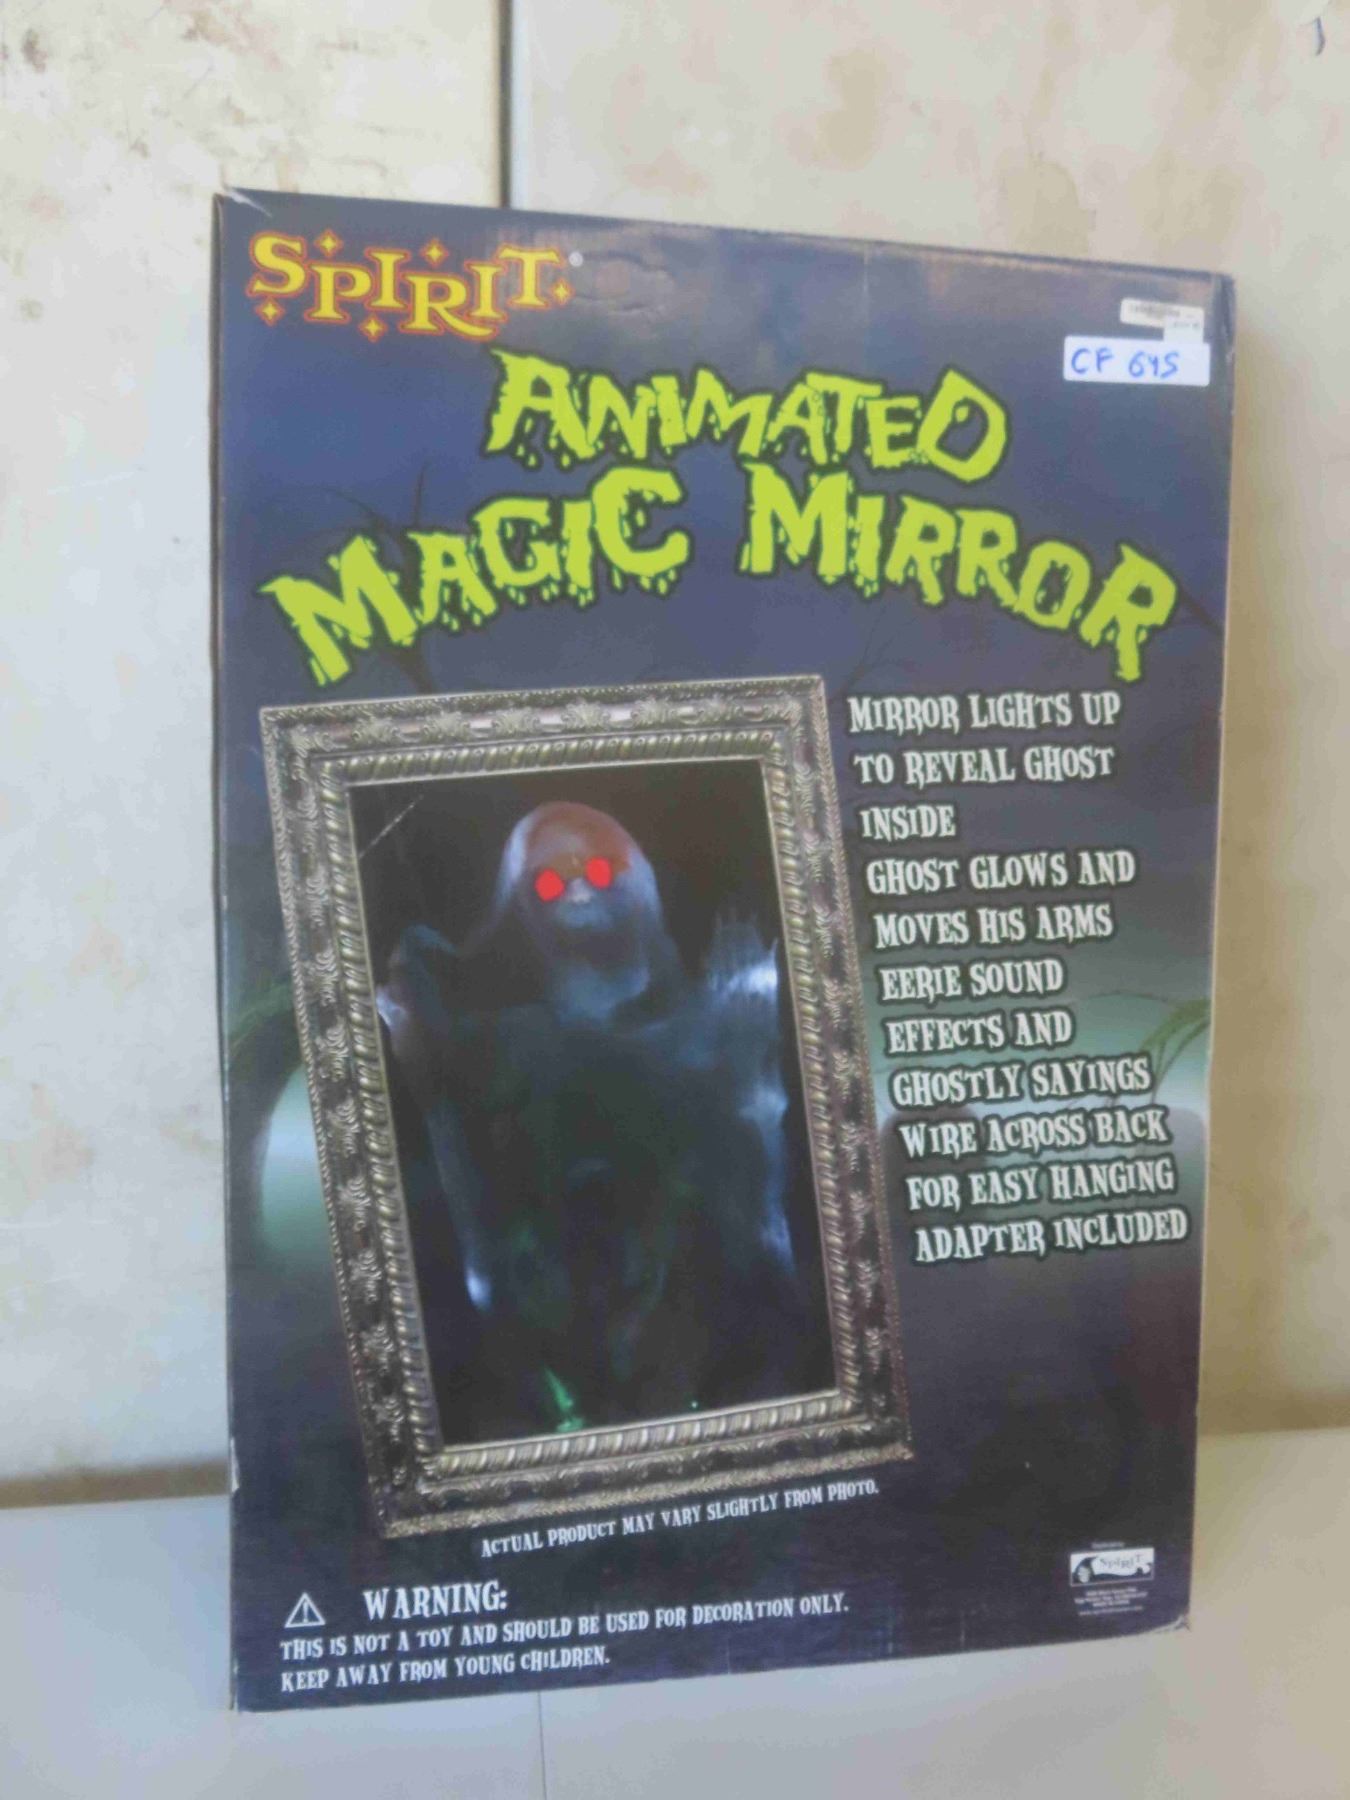 SPIRIT
CF 645
ANIMATED
MAGIC MIRROR
MIRROR LIGHTS UP
TO REVEAL GHOST
INSIDE
GHOST GLOWS AND
MOVES HIS ARMS
EERIE SOUND
EFFECTS AND
GHOSTLY SAYINGS
WIRE ACROSS BACK
FOR EASY HANGING
ADAPTER INCLUDED
ACTUAL PRODUCT MAY VARY SLIGHTLY FROM PHOTO.
WARNING:
THIS IS NOT A TOY AND SHOULD BE USED FOR DECORATION ONLY.
KEEP AWAY FROM YOUNG CHILDREN.
SPIRIT